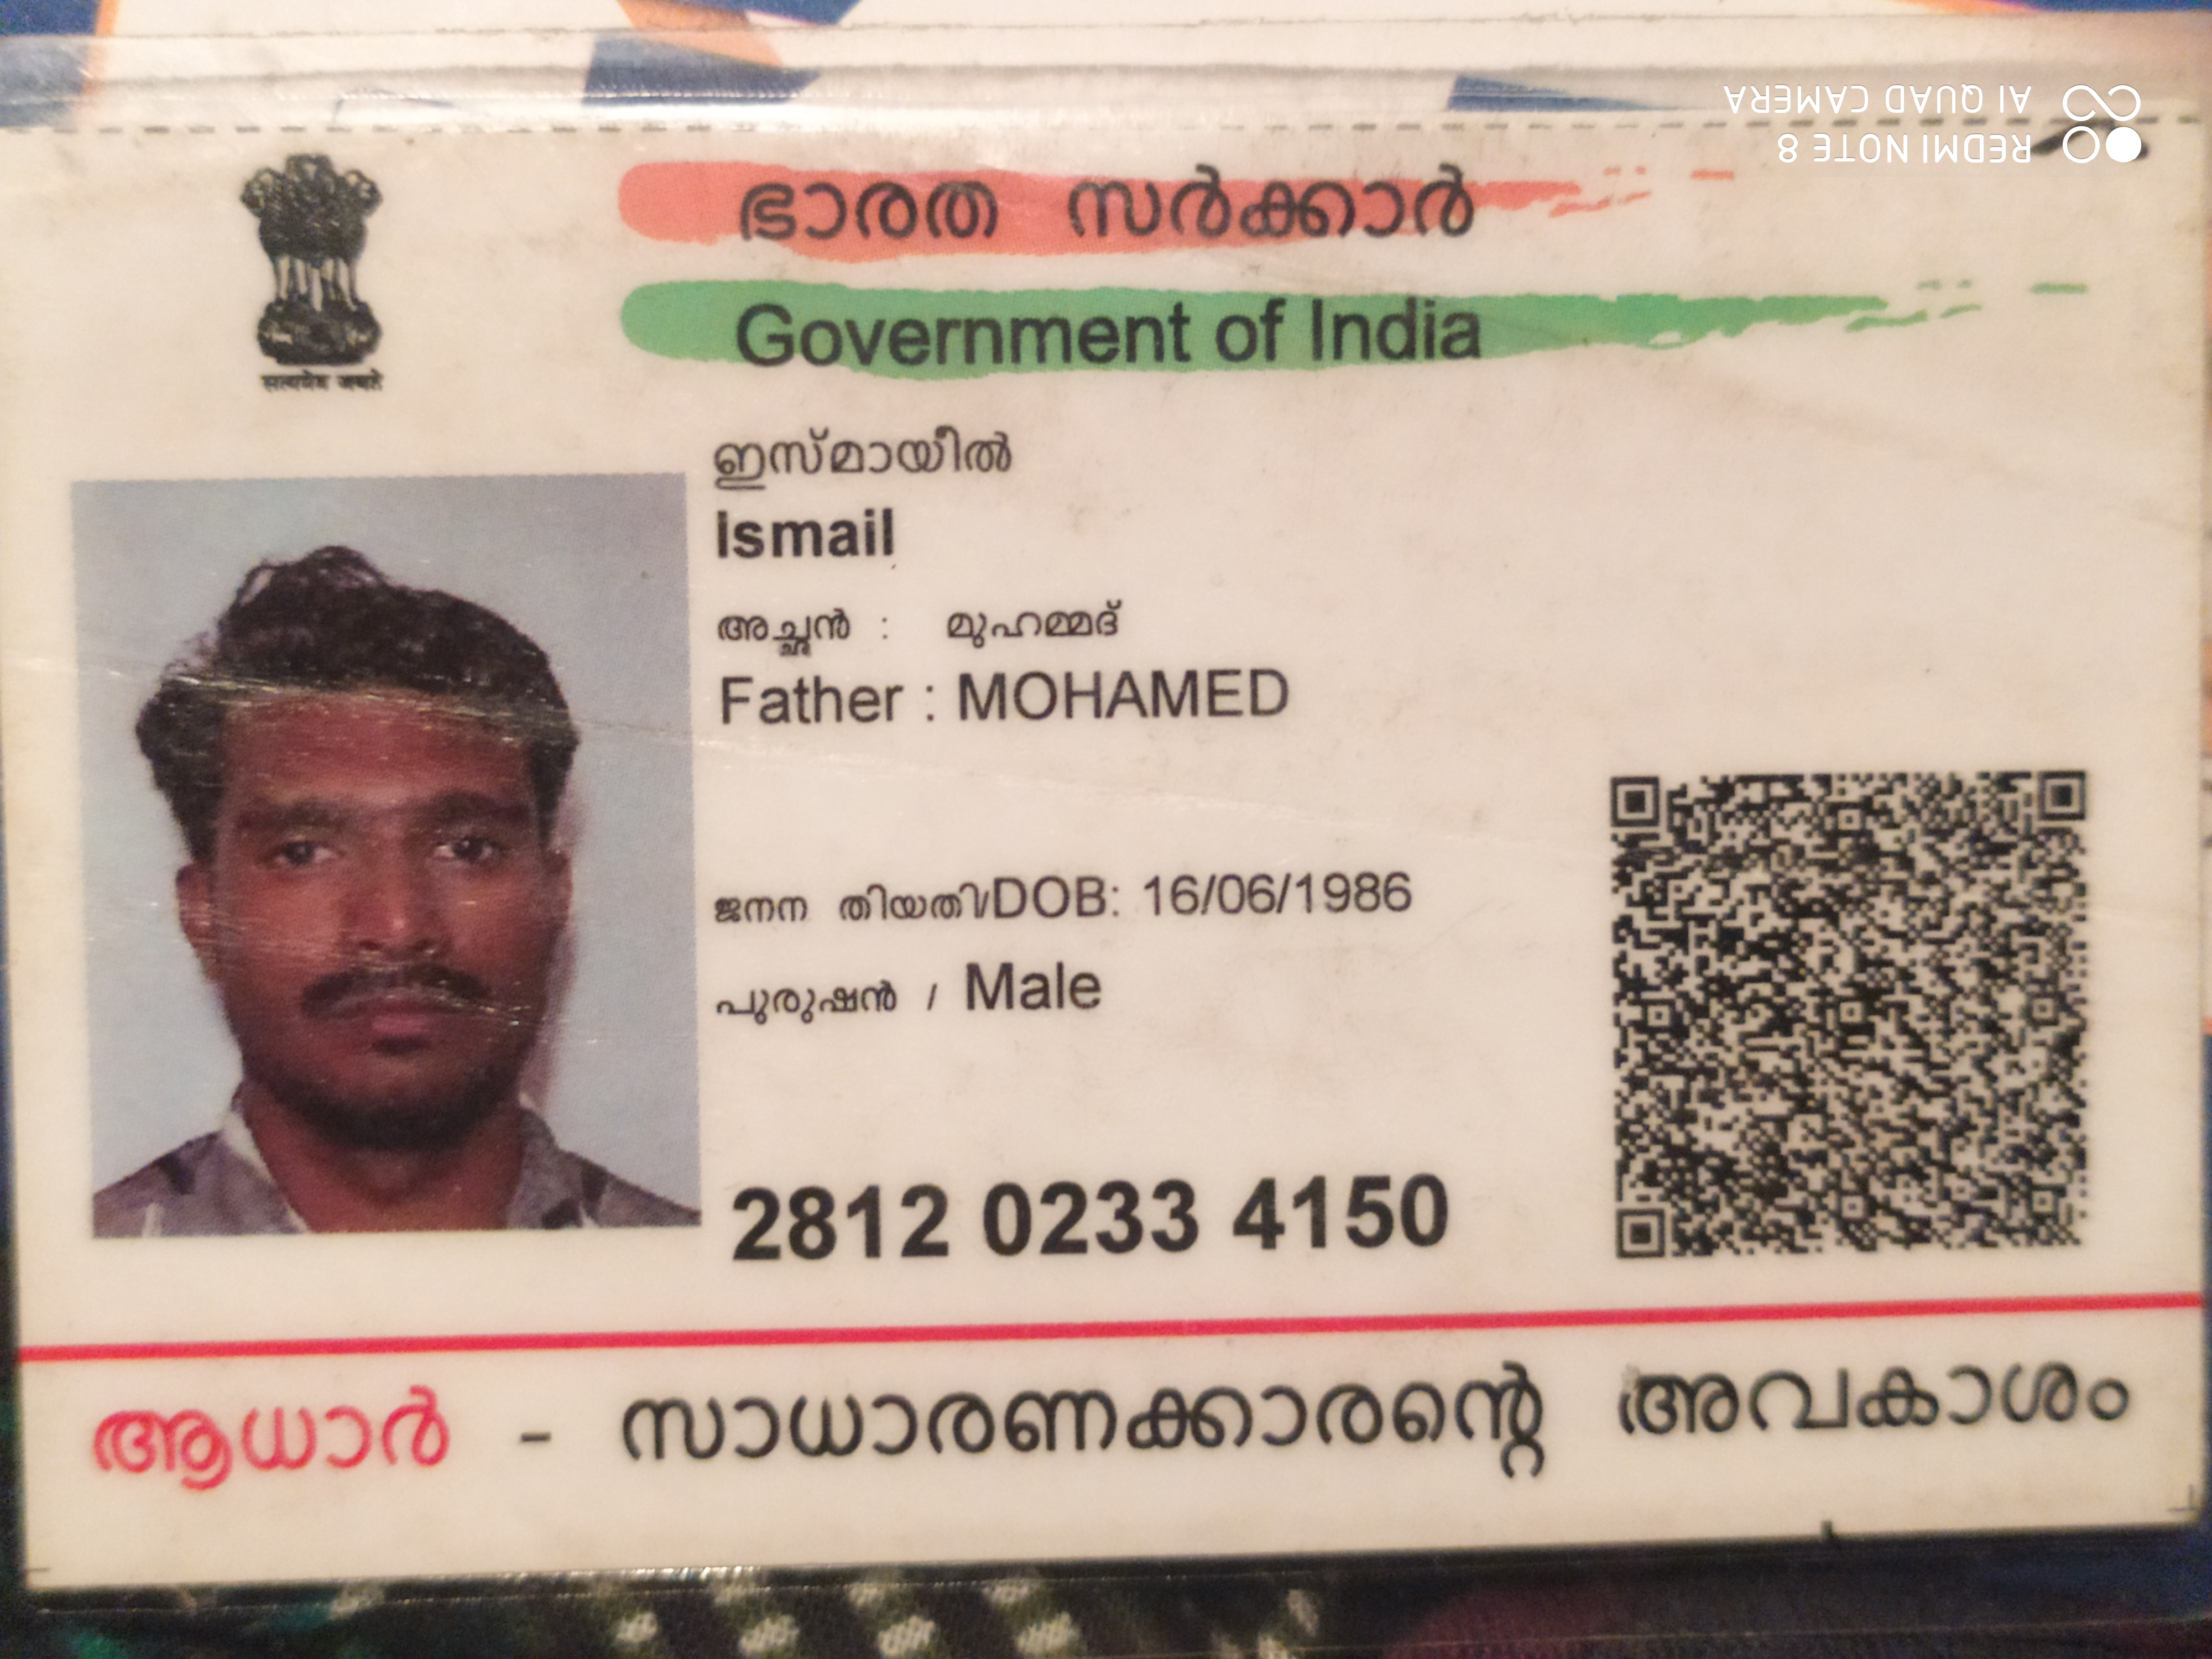 ഭാരത സർക്കാർ
Government of India
ഇസ്മായീൽ
Ismail
അച്ഛൻ : മുഹമ്മദ്
Father : MOHAMED
ജനന തിയതി/DOB: 16/06/1986
പുരുഷൻ / Male
2812 0233 4150
ആധാർ - സാധാരണക്കാരന്റെ അവകാശം
REDMI NOTE 8
AI QUAD CAMERA